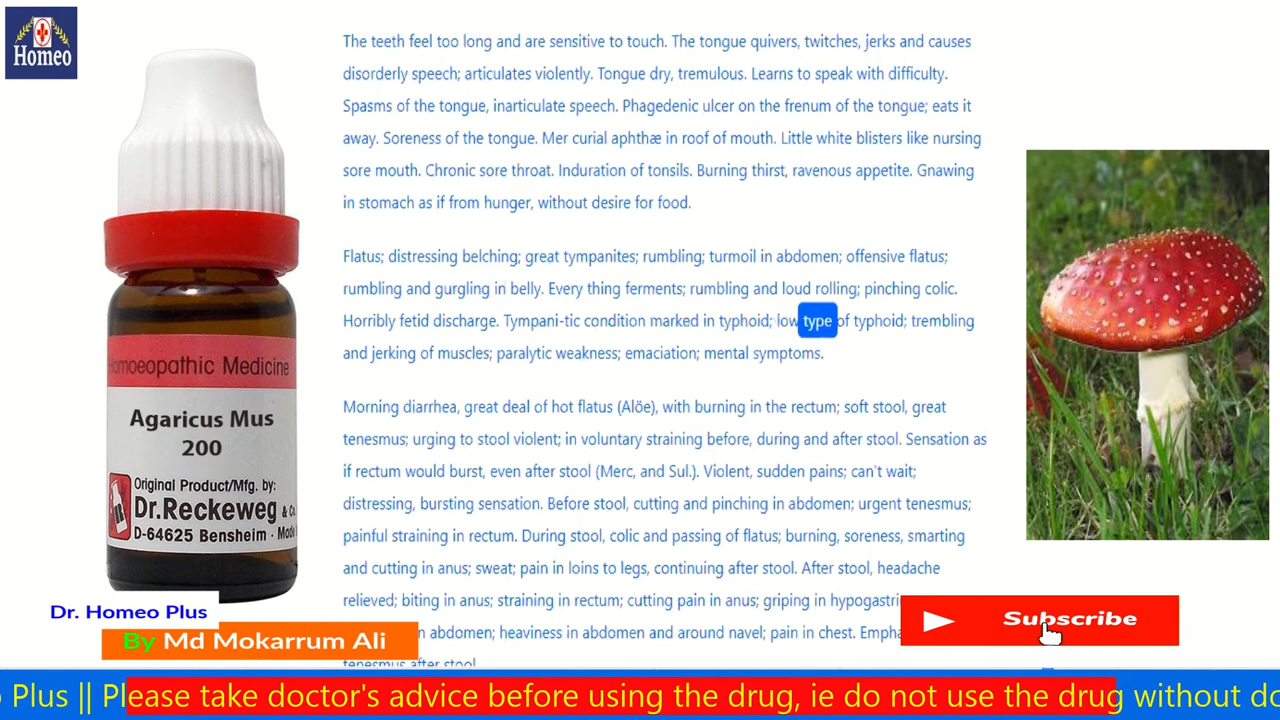 Homeo
The teeth feel too long and are sensitive to touch. The tongue quivers, twitches, jerks and causes
disorderly speech; articulates violently. Tongue dry, tremulous. Learns to speak with difficulty.
Spasms of the tongue, inarticulate speech. Phagedenic ulcer on the frenum of the tongue; eats it
away. Soreness of the tongue. Mer curial aphthæ in roof of mouth. Little white blisters like nursing
sore mouth. Chronic sore throat. Induration of tonsils. Burning thirst, ravenous appetite. Gnawing
in stomach as if from hunger, without desire for food.
Flatus; distressing belching; great tympanites; rumbling; turmoil in abdomen; offensive flatus;
rumbling and gurgling in belly. Every thing ferments; rumbling and loud rolling; pinching colic.
Horribly fetid discharge. Tympani-tic condition marked in typhoid; low type of typhoid; trembling
and jerking of muscles; paralytic weakness; emaciation; mental symptoms.
Morning diarrhea, great deal of hot flatus (Alöe), with burning in the rectum; soft stool, great
tenesmus; urging to stool violent; in voluntary straining before, during and after stool. Sensation as
if rectum would burst, even after stool (Merc, and Sul.). Violent, sudden pains; can't wait;
distressing, bursting sensation. Before stool, cutting and pinching in abdomen; urgent tenesmus;
painful straining in rectum. During stool, colic and passing of flatus; burning, soreness, smarting
and cutting in anus; sweat; pain in loins to legs, continuing after stool. After stool, headache
relieved; biting in anus; straining in rectum; cutting pain in anus; griping in hypogastri
in abdomen; heaviness in abdomen and around navel; pain in chest. Empha
tenesmus after stool
Homoeopathic Medicine
Agaricus Mus
200
Original Product/Mfg. by:
Dr.Reckeweg & Co
D-64625 Bensheim · Made
Dr. Homeo Plus
By Md Mokarrum Ali
Subscribe
o Plus || Please take doctor's advice before using the drug, ie do not use the drug without do